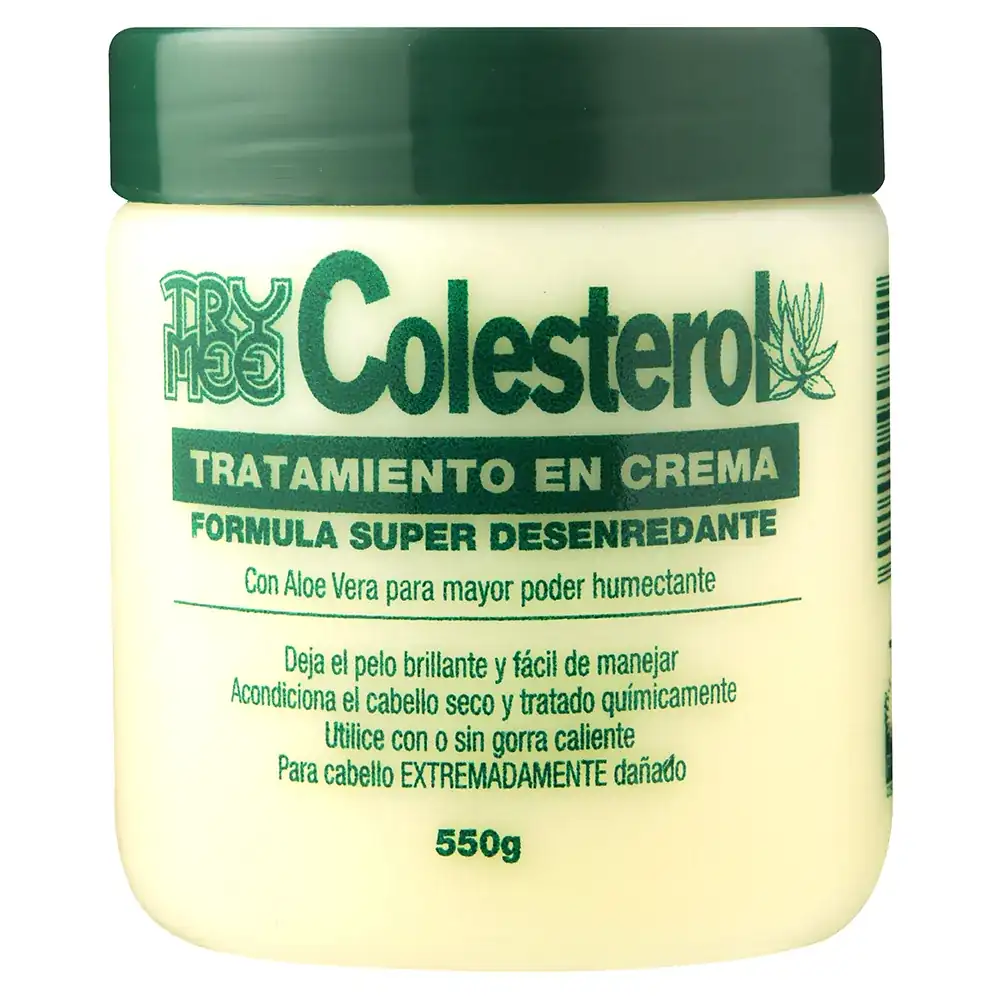 TRY MEE Colesterol
TRATAMIENTO EN CREMA
FORMULA SUPER DESENREDANTE
Con Aloe Vera para mayor poder humectante
Deja el pelo brillante y fácil de manejar
Acondiciona el cabello seco y tratado químicamente
Utilice con o sin gorra caliente
Para cabello EXTREMADAMENTE dañado
550g